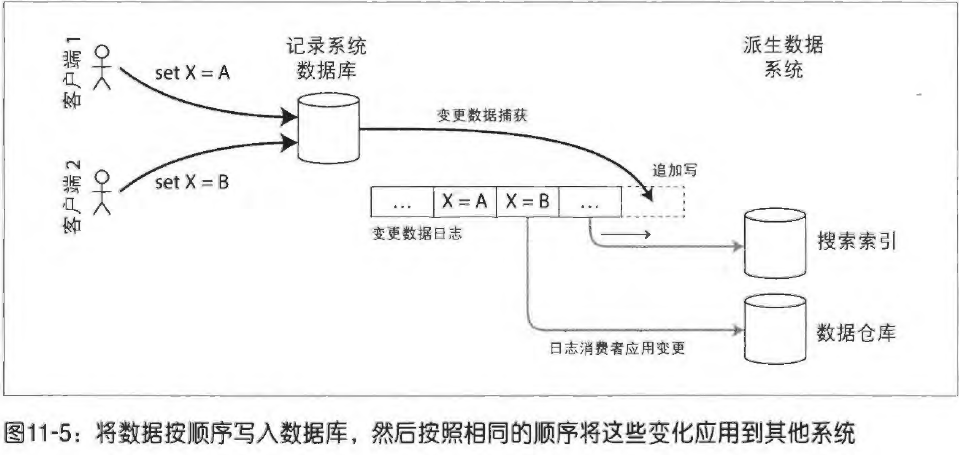 客户端 1
set X = A
记录系统
数据库
派生数据
系统
变更数据捕获
客户端 2
set X = B
追加写
... X = A X = B ...
变更数据日志
搜索索引
数据仓库
日志消费者应用变更
图11-5：将数据按顺序写入数据库，然后按照相同的顺序将这些变化应用到其他系统